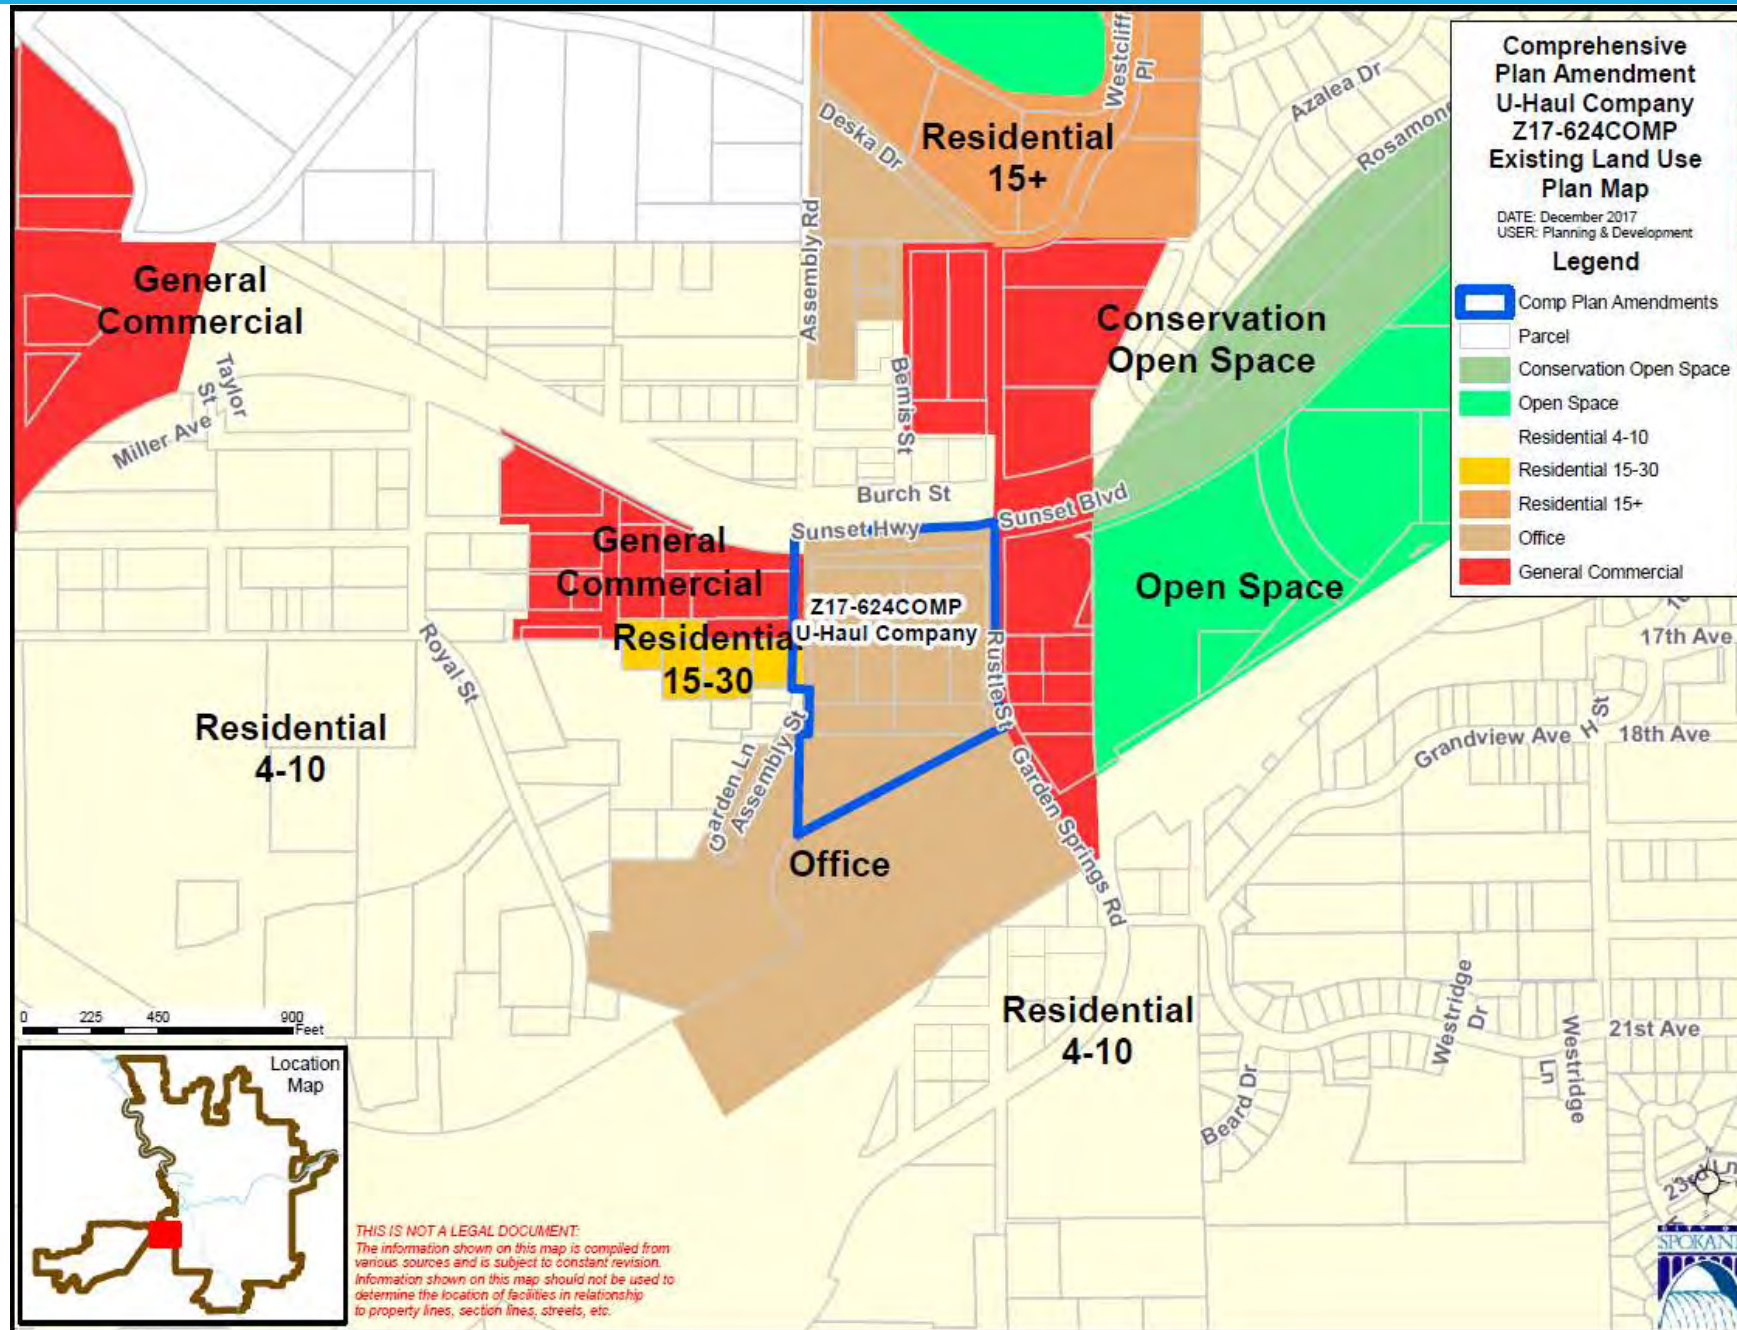 Comprehensive
Plan Amendment
U-Haul Company
Z17-624COMP
Existing Land Use
Plan Map
DATE: December 2017
USER: Planning & Development
Legend
Comp Plan Amendments
Parcel
Conservation Open Space
Open Space
Residential 4-10
Residential 15-30
Residential 15+
Office
General Commercial
Westcliff
Pl
Azalea Dr
Deska Dr
Residential
15+
Assembly Rd
General
Commercial
Conservation
Open Space
Taylor
St
Miller Ave
Bemis St
Burch St
Sunset Hwy
Sunset Blvd
General
Commercial
Open Space
Z17-624COMP
U-Haul Company
Residentia
15-30
Royal St
Rustle St
17th Ave
H St
18th Ave
Grandview Ave
Residential
4-10
Garden Ln
Assembly St
Garden Springs Rd
Office
Residential
4-10
Westridge
Dr
Westridge
Ln
21st Ave
Beard Dr
23rd Ln
0 225 450 900
Feet
Location
Map
THIS IS NOT A LEGAL DOCUMENT:
The information shown on this map is compiled from
various sources and is subject to constant revision.
Information shown on this map should not be used to
determine the location of facilities in relationship
to property lines, section lines, streets, etc.
SPOKANE